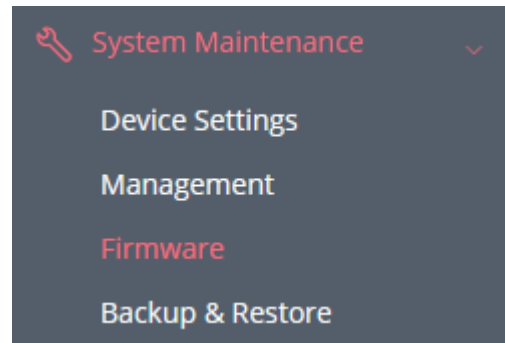 System Maintenance
Device Settings
Management
Firmware
Backup & Restore